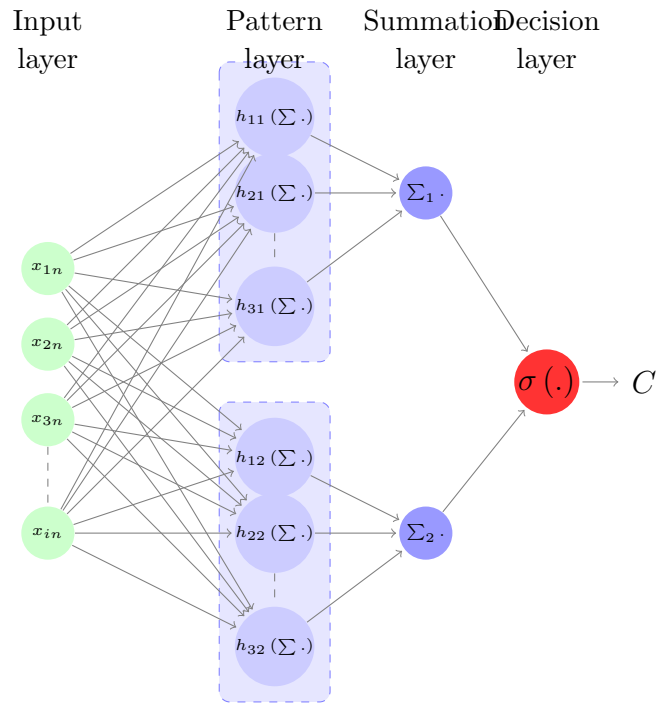 Input layer
Pattern layer
Summation layer
Decision layer
h₁₁ (∑ .)
h₂₁ (∑ .)
h₃₁ (∑ .)
x₁ₙ
x₂ₙ
x₃ₙ
xᵢₙ
h₁₂ (∑ .)
h₂₂ (∑ .)
h₃₂ (∑ .)
∑₁ .
∑₂ .
σ (.)
C